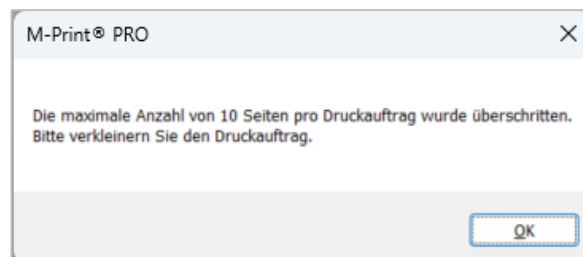 M-Print® PRO
Die maximale Anzahl von 10 Seiten pro Druckauftrag wurde überschritten.
Bitte verkleinern Sie den Druckauftrag.
OK